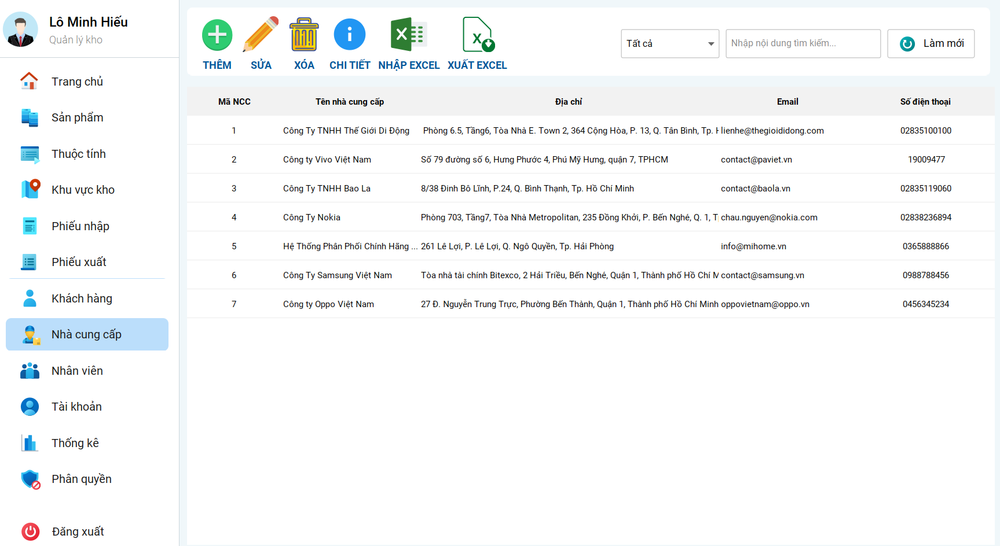 Lô Minh Hiếu
Quản lý kho
Trang chủ
Sản phẩm
Thuộc tính
Khu vực kho
Phiếu nhập
Phiếu xuất
Khách hàng
Nhà cung cấp
Nhân viên
Tài khoản
Thống kê
Phân quyền
Đăng xuất
THÊM SỬA XÓA CHI TIẾT NHẬP EXCEL XUẤT EXCEL
Tất cả Nhập nội dung tìm kiếm... Làm mới
Mã NCC Tên nhà cung cấp Địa chỉ Email Số điện thoại
1 Công Ty TNHH Thế Giới Di Động Phòng 6.5, Tầng6, Tòa Nhà E. Town 2, 364 Cộng Hòa, P. 13, Q. Tân Bình, Tp. H lienhe@thegioididong.com 02835100100
2 Công ty Vivo Việt Nam Số 79 đường số 6, Hưng Phước 4, Phú Mỹ Hưng, quận 7, TPHCM contact@paviet.vn 19009477
3 Công Ty TNHH Bao La 8/38 Đinh Bô Lĩnh, P.24, Q. Bình Thạnh, Tp. Hồ Chí Minh contact@baola.vn 02835119060
4 Công Ty Nokia Phòng 703, Tầng7, Tòa Nhà Metropolitan, 235 Đồng Khởi, P. Bến Nghé, Q. 1, T chau.nguyen@nokia.com 02838236894
5 Hệ Thống Phân Phối Chính Hãng ... 261 Lê Lợi, P. Lê Lợi, Q. Ngô Quyền, Tp. Hải Phòng info@mihome.vn 0365888866
6 Công Ty Samsung Việt Nam Tòa nhà tài chính Bitexco, 2 Hải Triều, Bến Nghé, Quận 1, Thành phố Hồ Chí M contact@samsung.vn 0988788456
7 Công ty Oppo Việt Nam 27 Đ. Nguyễn Trung Trực, Phường Bến Thành, Quận 1, Thành phố Hồ Chí Minh oppovietnam@oppo.vn 0456345234